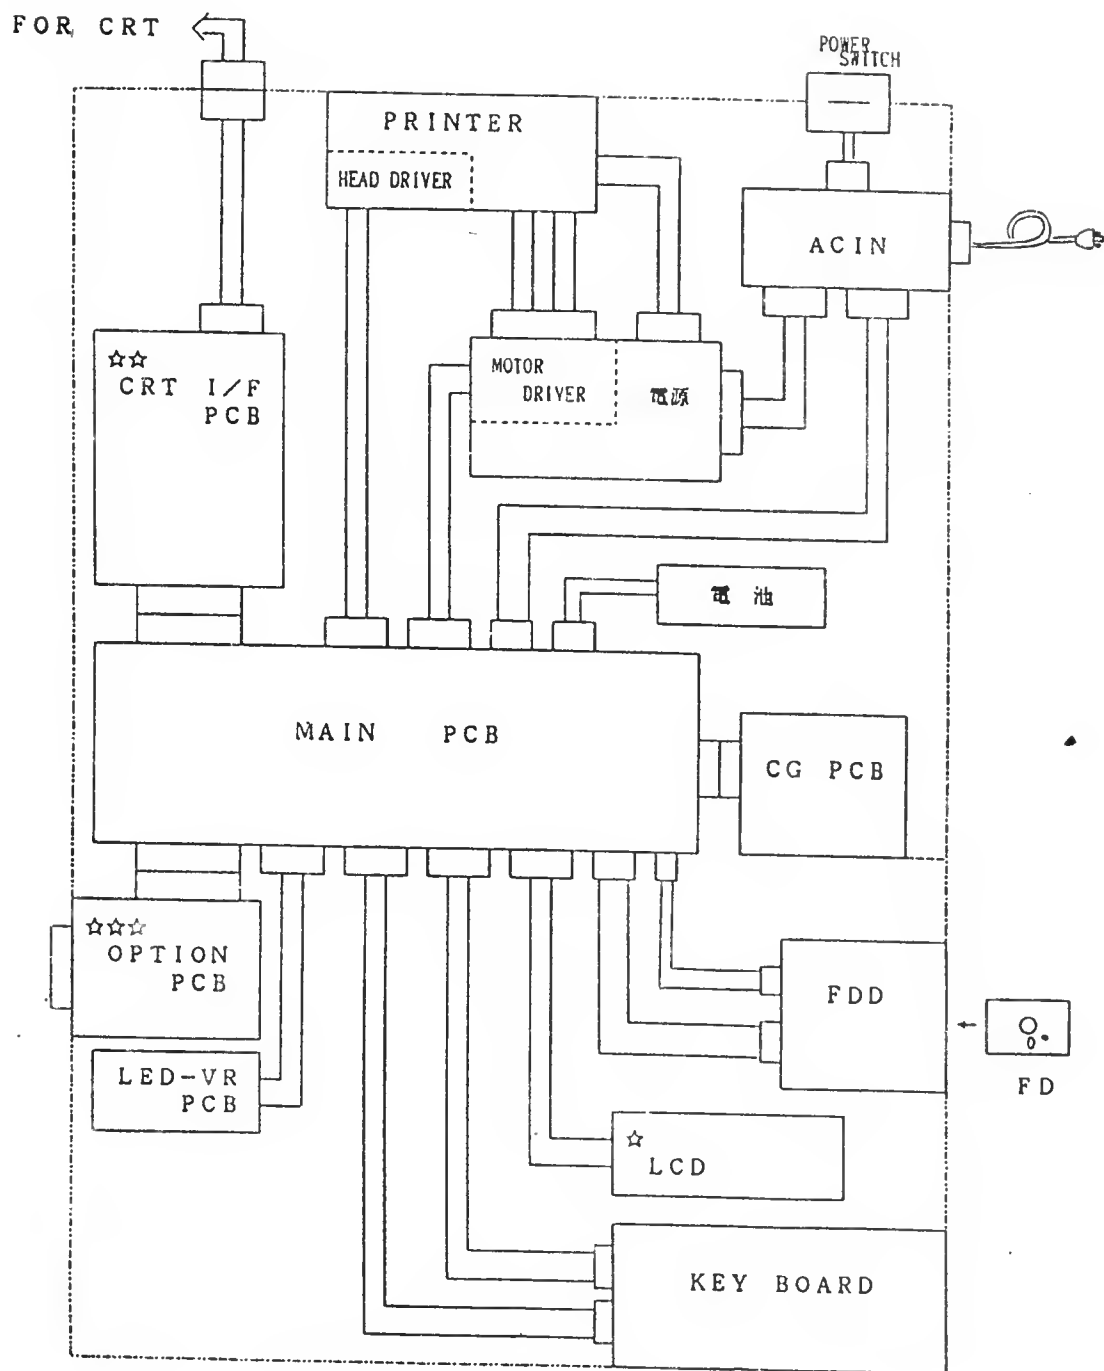 FOR CRT
POWER
SWITCH
PRINTER
HEAD DRIVER
ACIN
☆☆
CRT I/F
PCB
MOTOR
DRIVER
電源
電池
MAIN PCB
CG PCB
☆☆☆
OPTION
PCB
FDD
FD
LED-VR
PCB
☆
LCD
KEY BOARD